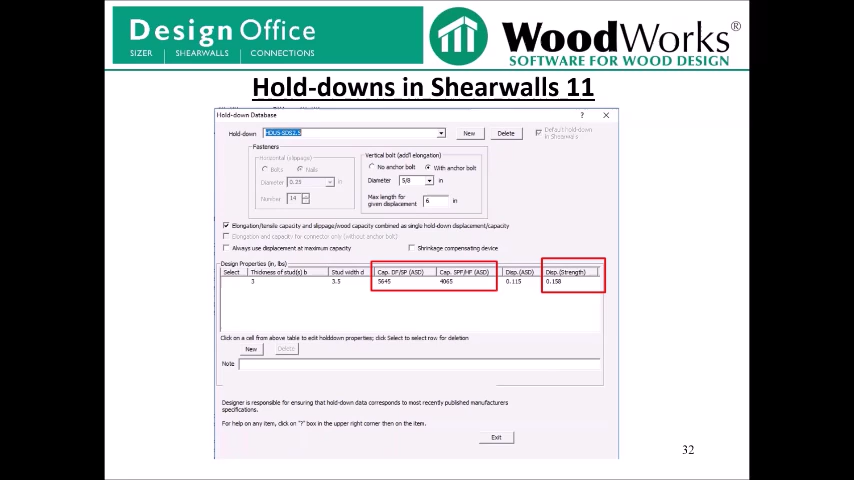 Design Office
SIZER | SHEARWALLS | CONNECTIONS
WoodWorks®
SOFTWARE FOR WOOD DESIGN
Hold-downs in Shearwalls 11
Hold-down Database ? X
Hold-down HDU5-SDS2.5 New Delete Default hold-down in Shearwalls
Fasteners
Horizontal (slippage)
Bolts Nails
Diameter 0.25 in
Number 14
Vertical bolt (add'l elongation)
No anchor bolt With anchor bolt
Diameter 5/8 in
Max length for given displacement 6 in
Elongation/tensile capacity and slippage/wood capacity combined as single hold-down displacement/capacity
Elongation and capacity for connector only (without anchor bolt)
Always use displacement at maximum capacity Shrinkage compensating device
Design Properties (in, lbs)
Select Thickness of stud(s) b Stud width d Cap. DF/SP (ASD) Cap. SPF/HF (ASD) Disp.(ASD) Disp.(Strength)
3 3.5 5645 4065 0.115 0.158
Click on a cell from above table to edit holddown properties; click Select to select row for deletion
New Delete
Note
Designer is responsible for ensuring that hold-down data corresponds to most recently published manufacturers
specifications.
For help on any item, click on "?" box in the upper right corner then on the item.
Exit
32